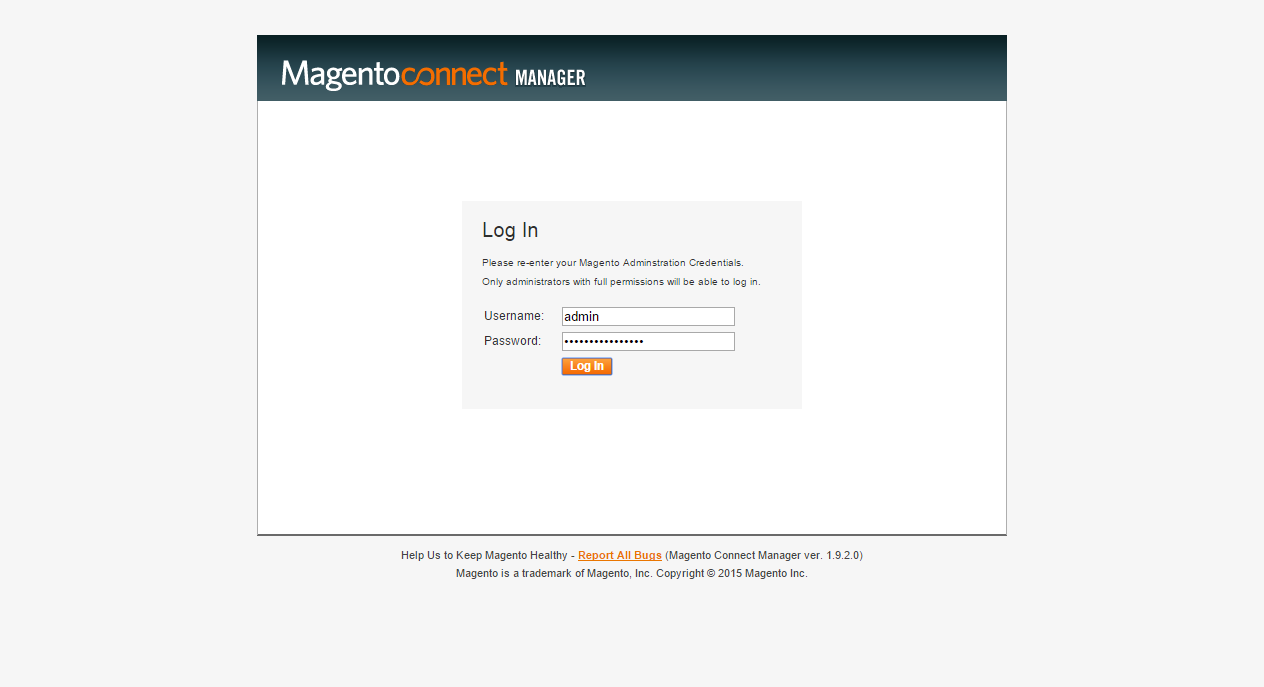 Magentoconnect MANAGER
Log In
Please re-enter your Magento Adminstration Credentials.
Only administrators with full permissions will be able to log in.
Username: admin
Password: ••••••••••••••••
Log In
Help Us to Keep Magento Healthy - Report All Bugs (Magento Connect Manager ver. 1.9.2.0)
Magento is a trademark of Magento, Inc. Copyright © 2015 Magento Inc.